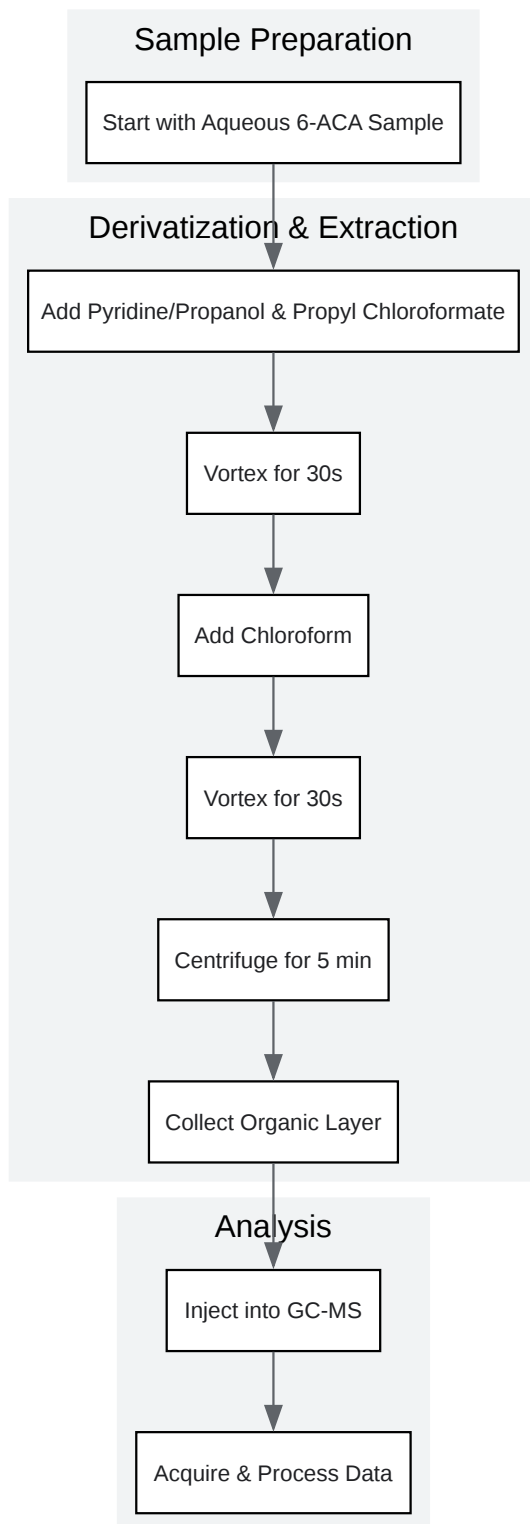 Sample Preparation
Start with Aqueous 6-ACA Sample
Derivatization & Extraction
Add Pyridine/Propanol & Propyl Chloroformate
Vortex for 30s
Add Chloroform
Vortex for 30s
Centrifuge for 5 min
Collect Organic Layer
Analysis
Inject into GC-MS
Acquire & Process Data